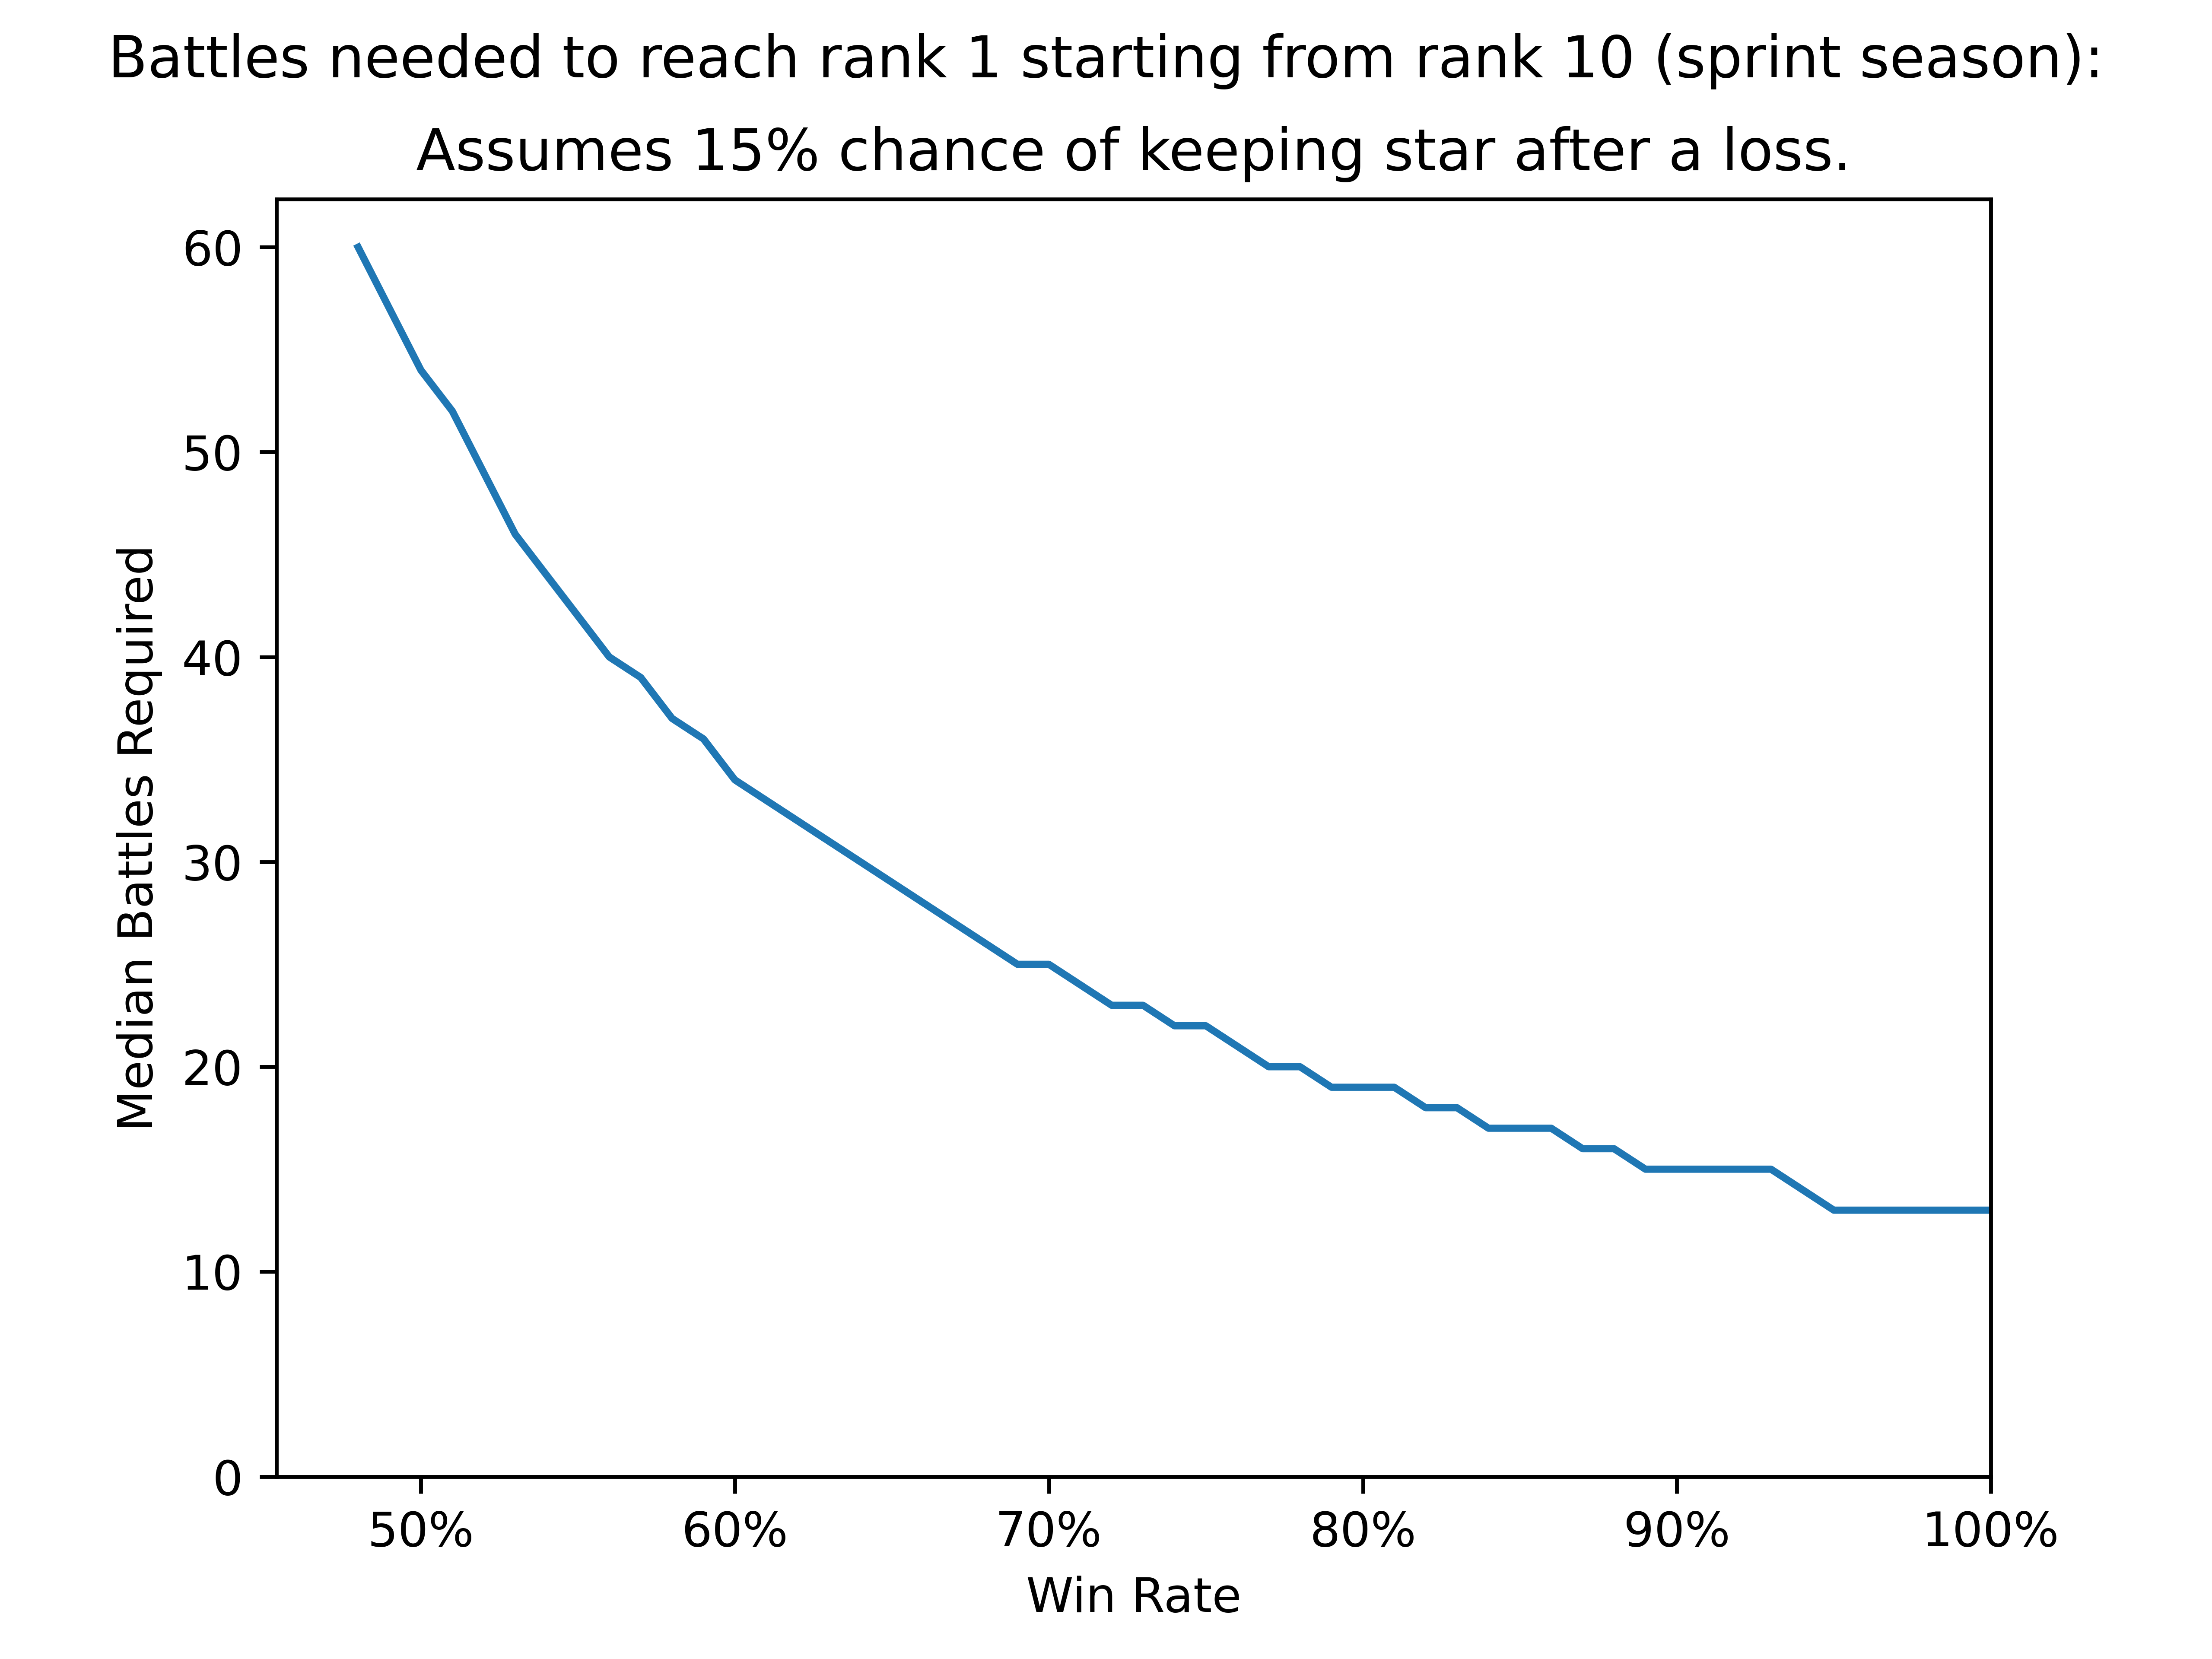 Battles needed to reach rank 1 starting from rank 10 (sprint season):
Assumes 15% chance of keeping star after a loss.
60
50
40
30
20
10
0
Median Battles Required
50% 60% 70% 80% 90% 100%
Win Rate